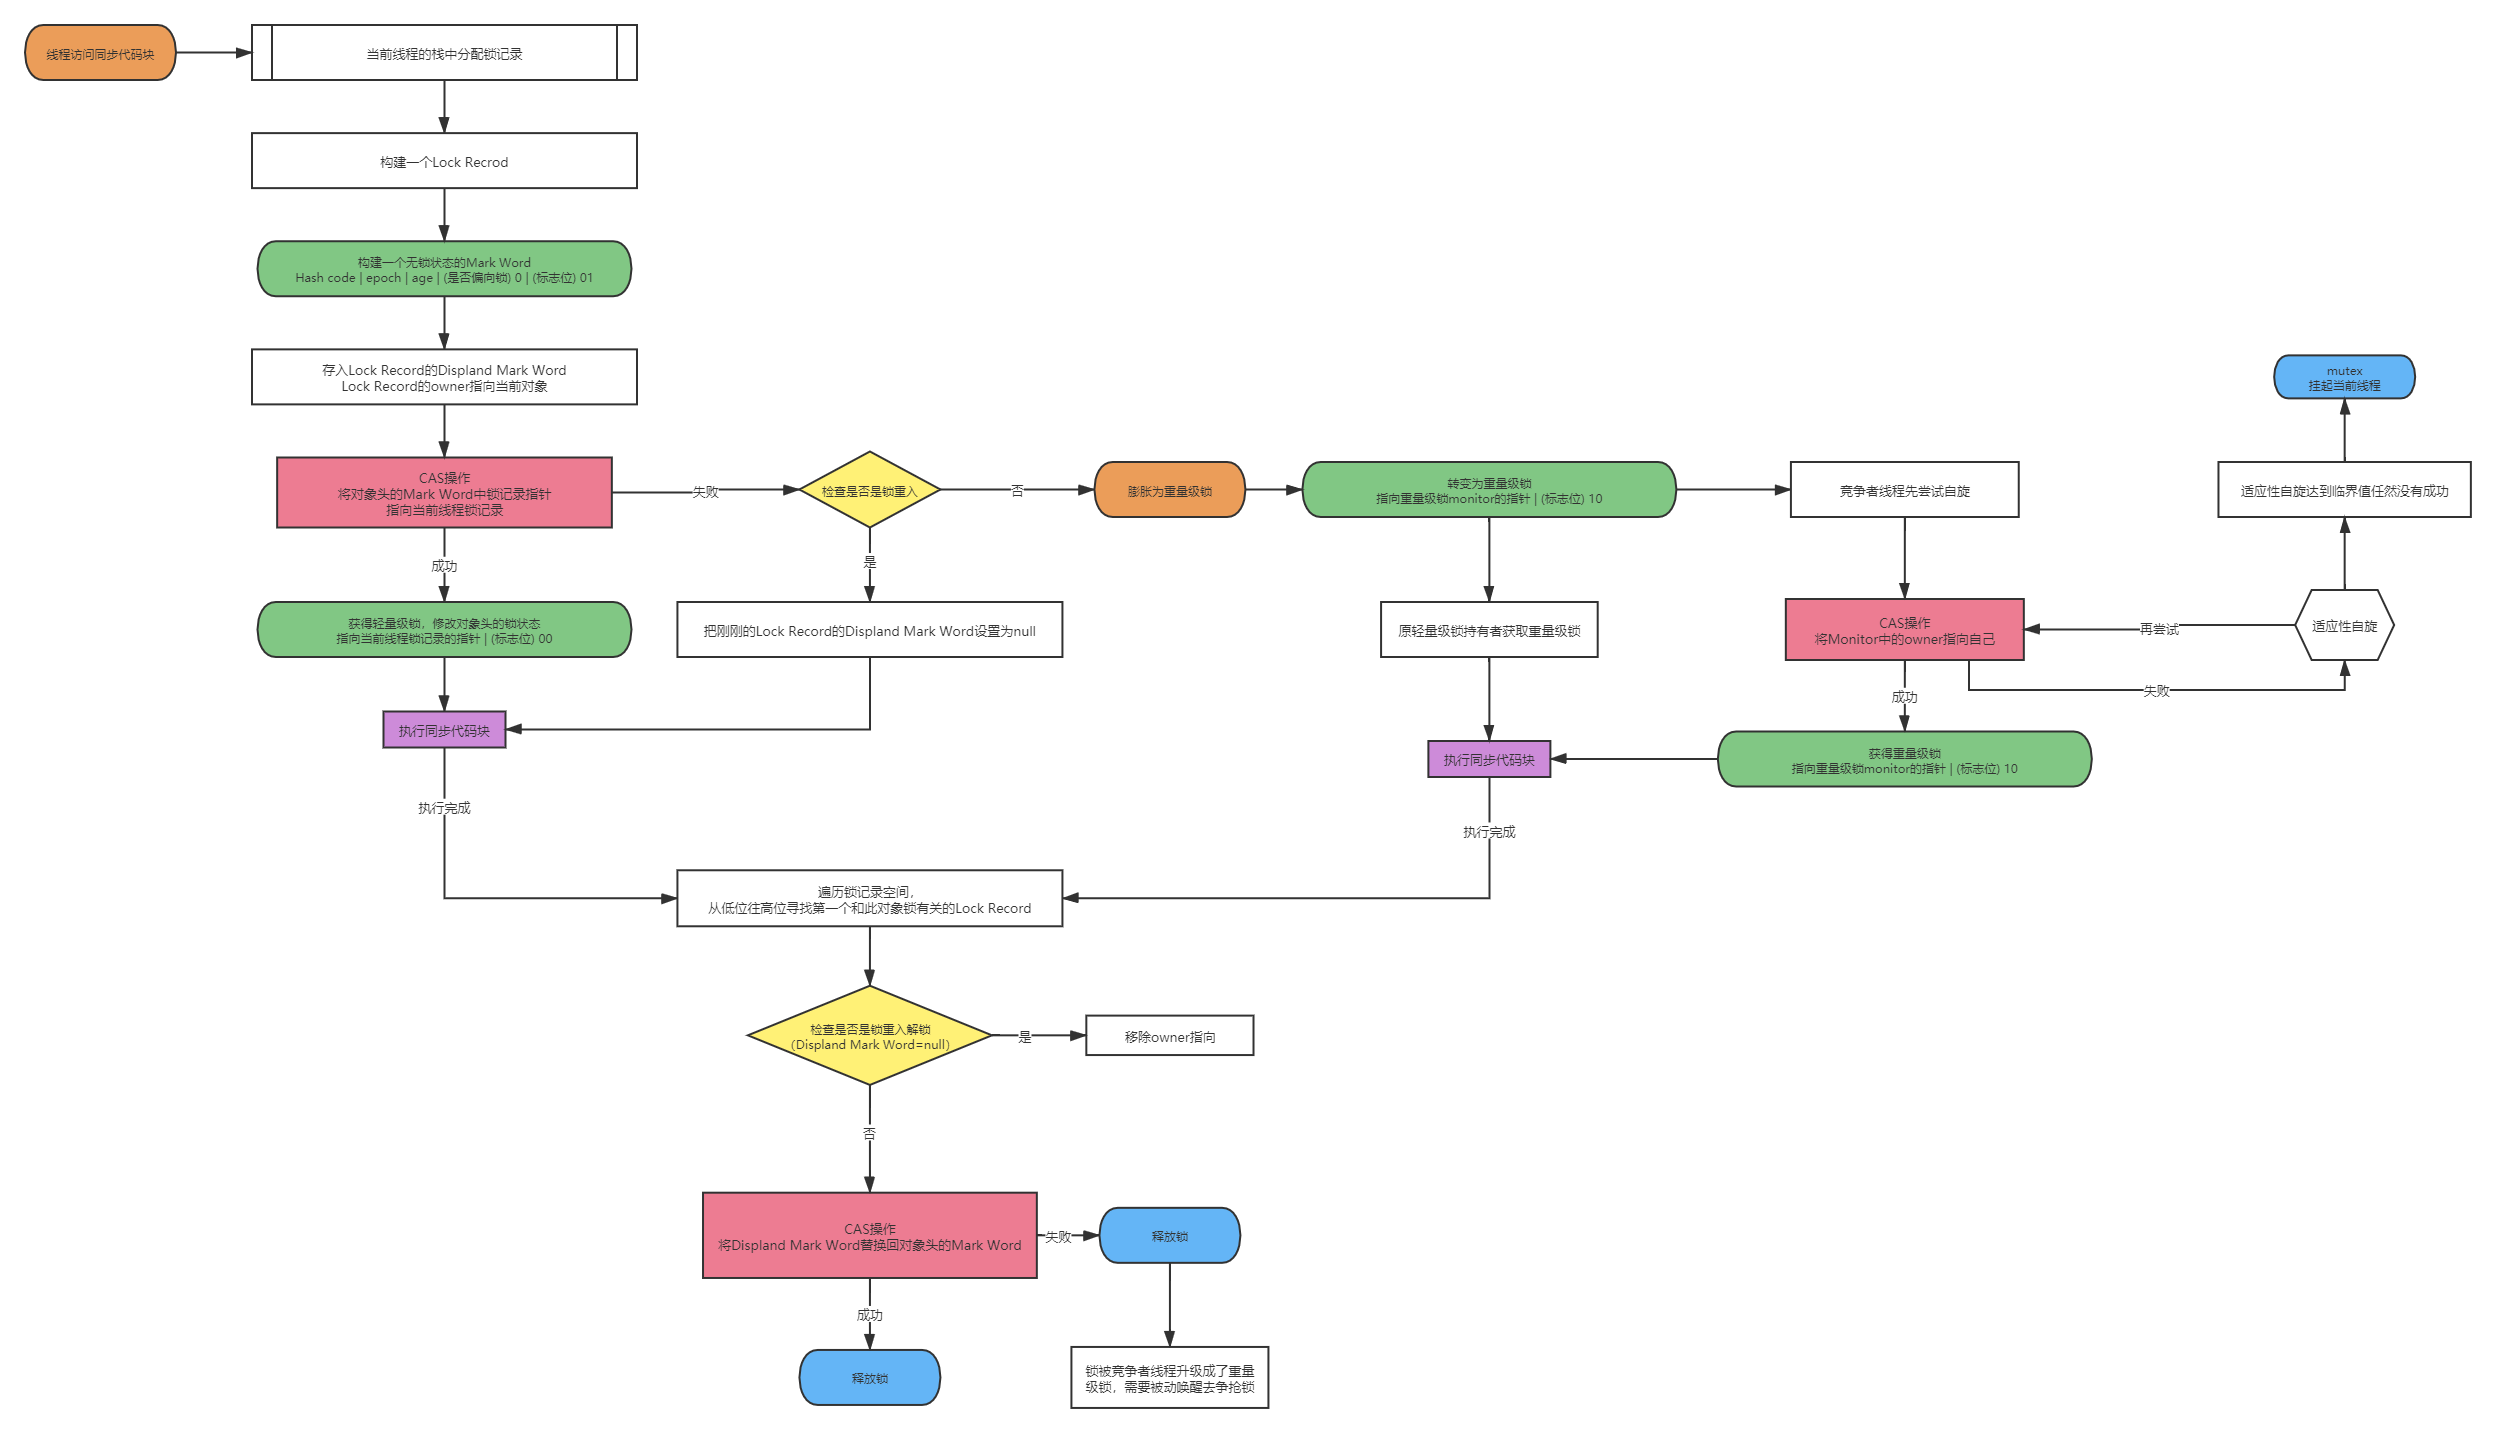 线程访问同步代码块
当前线程的栈中分配锁记录
构建一个Lock Recrod
构建一个无锁状态的Mark Word
Hash code | epoch | age | (是否偏向锁) 0 | (标志位) 01
存入Lock Record的Displand Mark Word
Lock Record的owner指向当前对象
CAS操作
将对象头的Mark Word中锁记录指针
指向当前线程锁记录
失败
检查是否是锁重入
否
膨胀为重量级锁
转变为重量级锁
指向重量级锁monitor的指针 | (标志位) 10
竞争者线程先尝试自旋
适应性自旋达到临界值任然没有成功
mutex
挂起当前线程
成功
是
获得轻量级锁，修改对象头的锁状态
指向当前线程锁记录的指针 | (标志位) 00
把刚刚的Lock Record的Displand Mark Word设置为null
原轻量级锁持有者获取重量级锁
CAS操作
将Monitor中的owner指向自己
再尝试
适应性自旋
成功
失败
执行同步代码块
执行同步代码块
获得重量级锁
指向重量级锁monitor的指针 | (标志位) 10
执行完成
执行完成
遍历锁记录空间，
从低位往高位寻找第一个和此对象锁有关的Lock Record
检查是否是锁重入解锁
（Displand Mark Word=null）
是
移除owner指向
否
CAS操作
将Displand Mark Word替换回对象头的Mark Word
失败
释放锁
成功
释放锁
锁被竞争者线程升级成了重量
级锁，需要被动唤醒去争抢锁